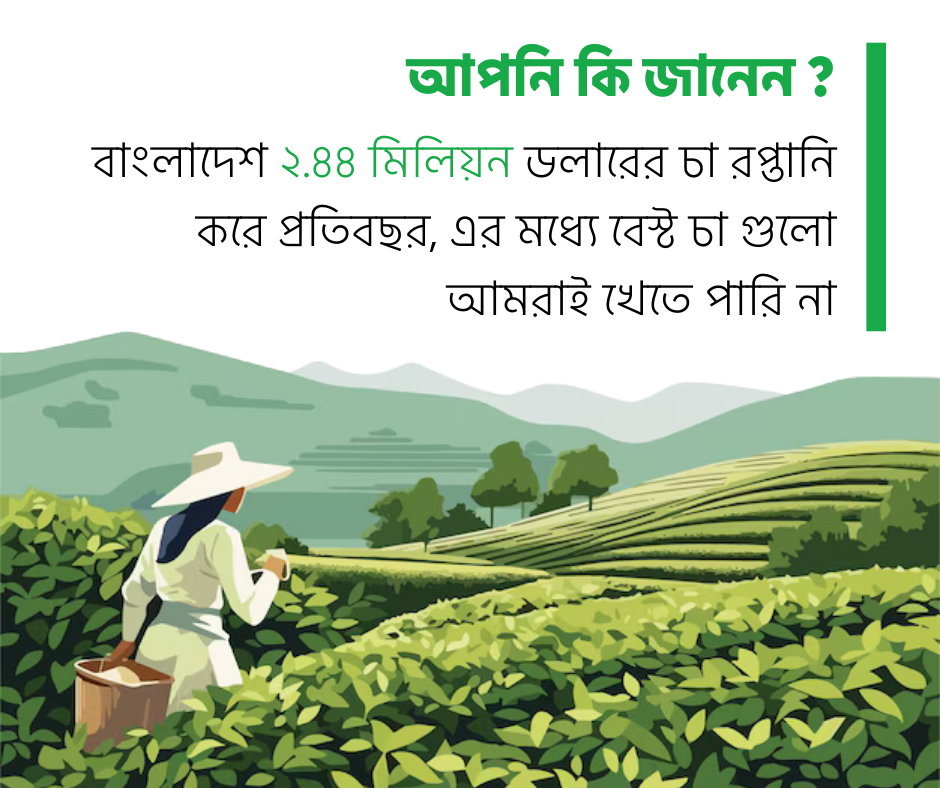 আপনি কি জানেন ?
বাংলাদেশ ২.৪৪ মিলিয়ন ডলারের চা রপ্তানি
করে প্রতিবছর, এর মধ্যে বেস্ট চা গুলো
আমরাই খেতে পারি না